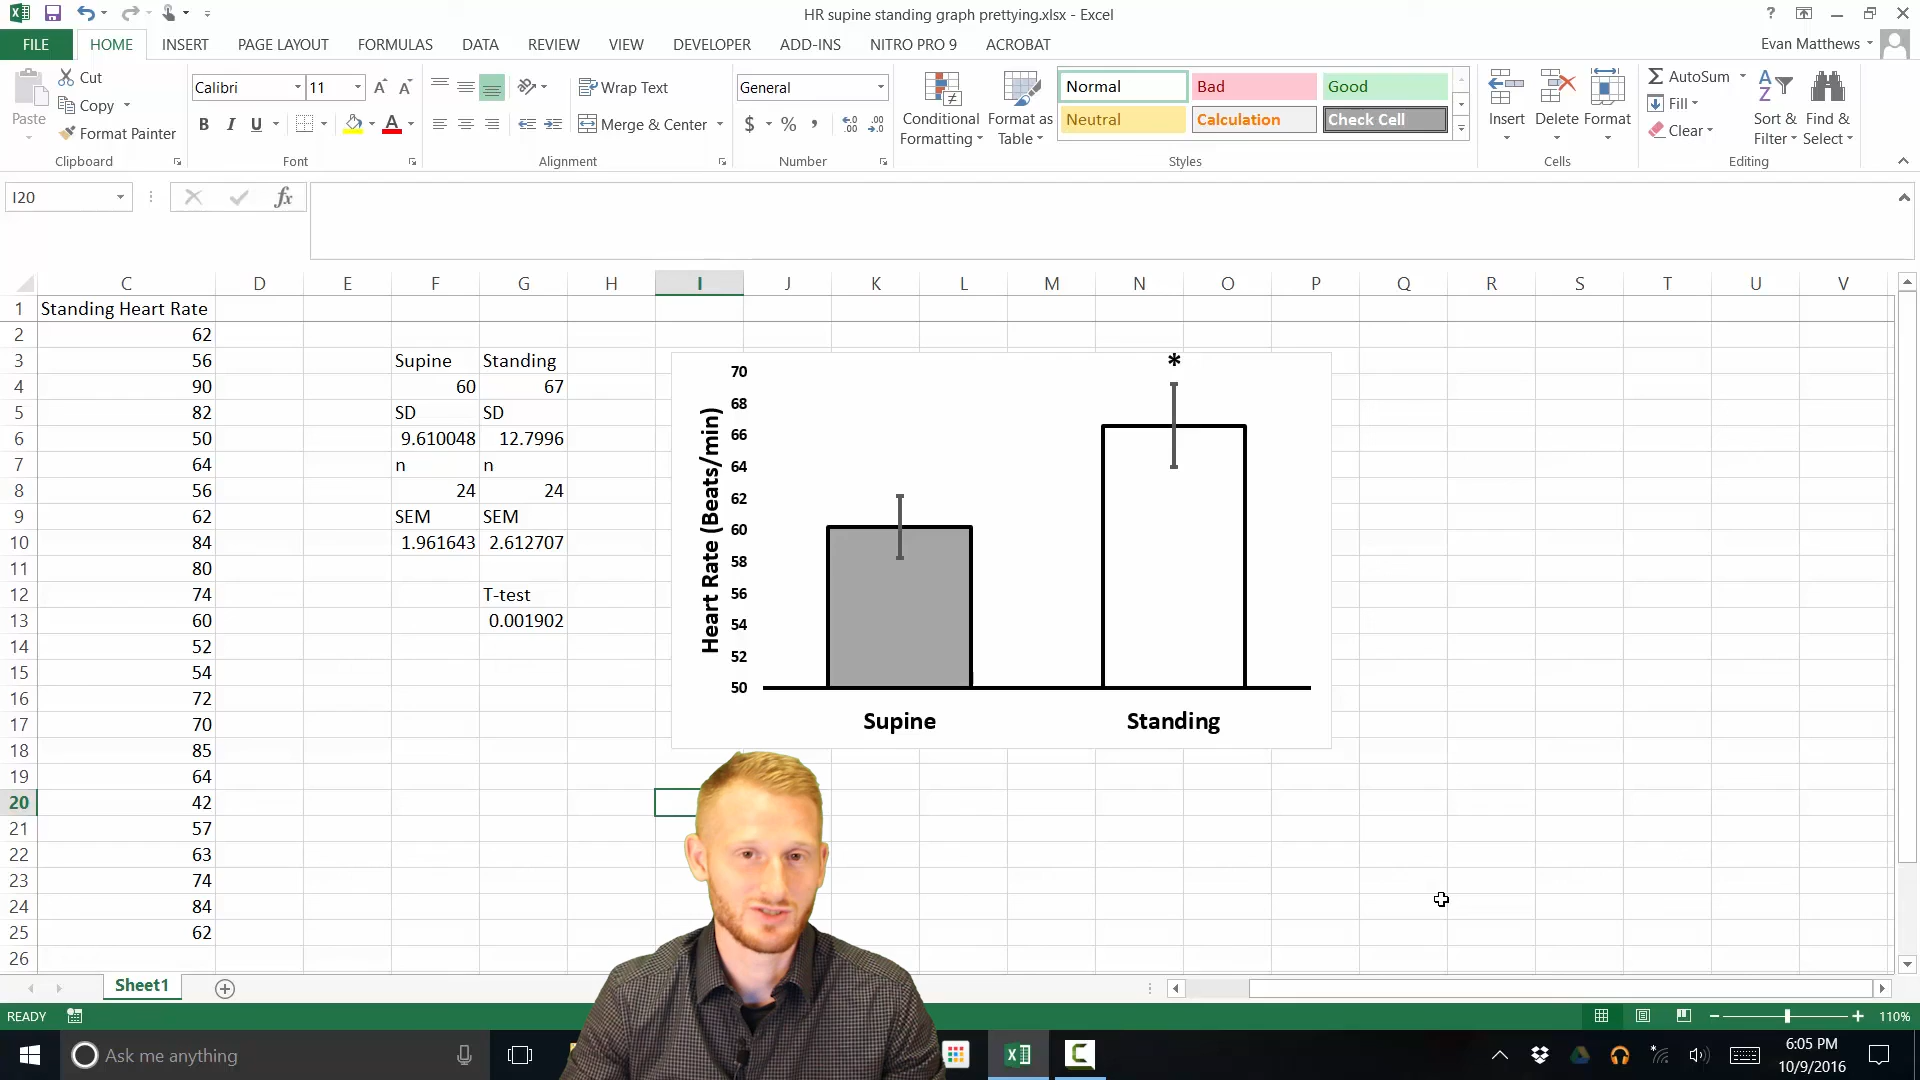 HR supine standing graph prettying.xlsx - Excel
?
FILE HOME INSERT PAGE LAYOUT FORMULAS DATA REVIEW VIEW DEVELOPER ADD-INS NITRO PRO 9 ACROBAT Evan Matthews
Paste Cut Copy Format Painter
Clipboard
Calibri 11
B I U A
Font
Wrap Text
Merge & Center
Alignment
General
$ % ,
Number
Conditional Formatting
Format as Table
Normal Bad Good
Neutral Calculation Check Cell
Styles
Insert Delete Format
Cells
AutoSum
Fill
Clear
Sort & Filter
Find & Select
Editing
I20 fx
C D E F G H I J K L M N O P Q R S T U V
1 Standing Heart Rate
2 62
3 56 Supine Standing
4 90 60 67
5 82 SD SD
6 50 9.610048 12.7996
7 64 n n
8 56 24 24
9 62 SEM SEM
10 84 1.961643 2.612707
11 80
12 74 T-test
13 60 0.001902
14 52
15 54
16 72
17 70
18 85
19 64
20 42
21 57
22 63
23 74
24 84
25 62
26
Heart Rate (Beats/min)
70
68
66
64
62
60
58
56
54
52
50
*
Supine Standing
Sheet1
READY 110%
Ask me anything
6:05 PM
10/9/2016